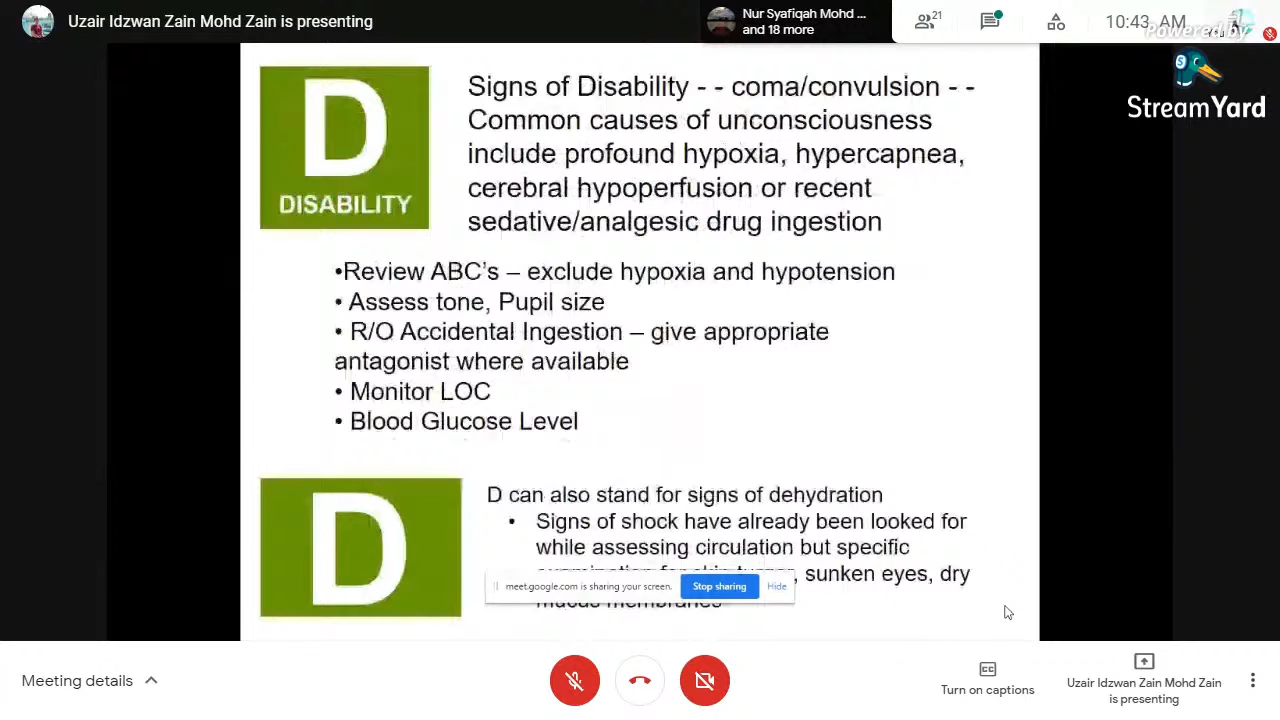 Uzair Idzwan Zain Mohd Zain is presenting
Nur Syafiqah Mohd ...
and 18 more
21
10:43 AM
Powered by
StreamYard
D
DISABILITY
Signs of Disability - - coma/convulsion - -
Common causes of unconsciousness
include profound hypoxia, hypercapnea,
cerebral hypoperfusion or recent
sedative/analgesic drug ingestion
•Review ABC's – exclude hypoxia and hypotension
• Assess tone, Pupil size
• R/O Accidental Ingestion – give appropriate
antagonist where available
• Monitor LOC
• Blood Glucose Level
D
D can also stand for signs of dehydration
• Signs of shock have already been looked for
while assessing circulation but specific
examination for skin turgor, sunken eyes, dry
mucus membranes
meet.google.com is sharing your screen.
Stop sharing
Hide
Meeting details
CC
Turn on captions
Uzair Idzwan Zain Mohd Zain
is presenting